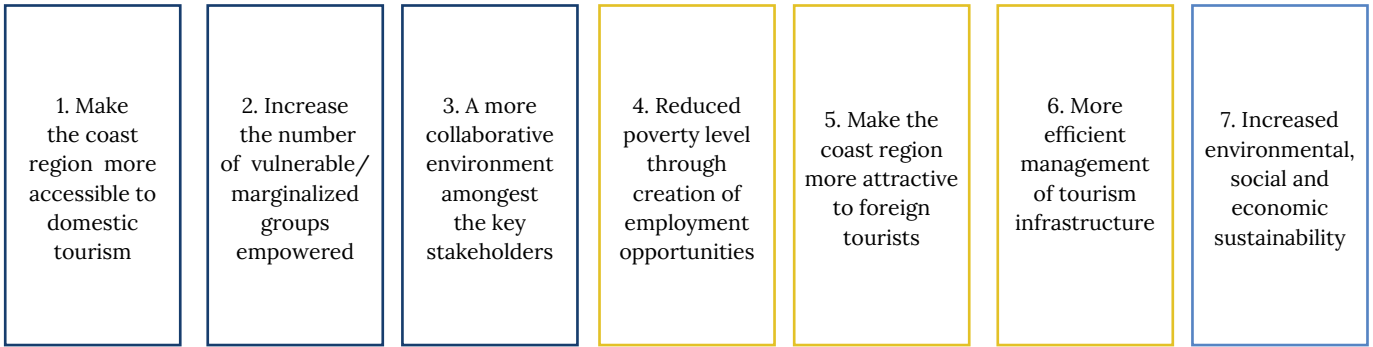 1. Make
the coast
region  more
accessible to
domestic
tourism
2. Increase
the number
of  vulnerable/
marginalized
groups
empowered
3. A more
collaborative
environment
amongest
the key
stakeholders
4. Reduced
poverty level
through
creation of
employment
opportunities
5. Make the
coast region
more attractive
to foreign
tourists
6. More
efficient
management
of tourism
infrastructure
7. Increased
environmental,
social and
economic
sustainability